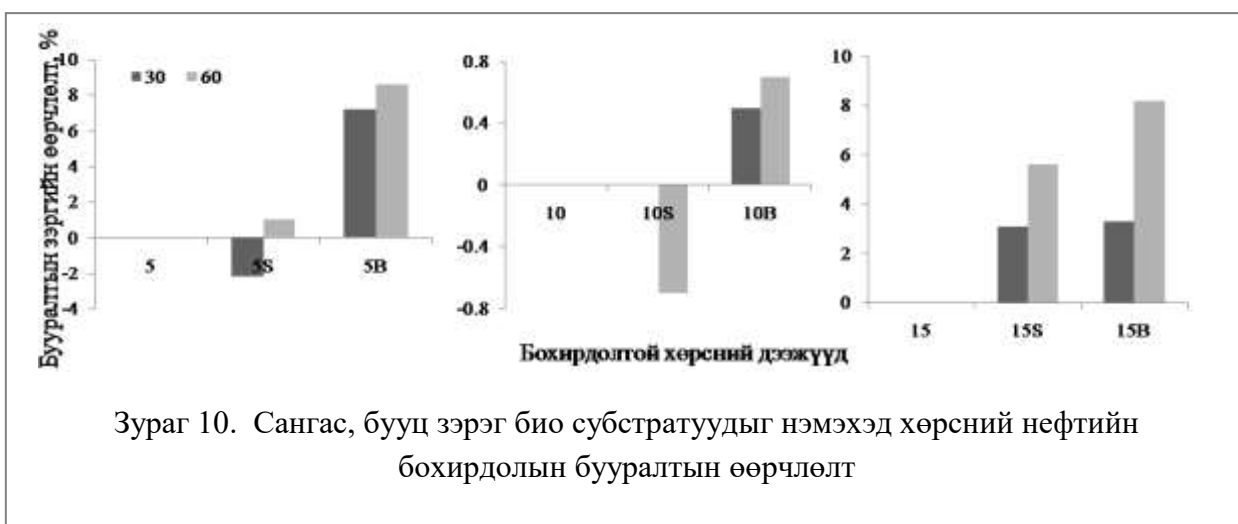 Бууралтын зэргийн өөрчлөлт, %
10
8
6
4
2
0
-2
-4
30 60
5 5S 5B
0.8
0.4
0
-0.4
-0.8
10 10S 10B
10
8
6
4
2
0
15 15S 15B
Бохирдолтой хөрсний дээжүүд
Зураг 10. Сангас, бууц зэрэг био субстратуудыг нэмэхэд хөрсний нефтийн
бохирдолын бууралтын өөрчлөлт